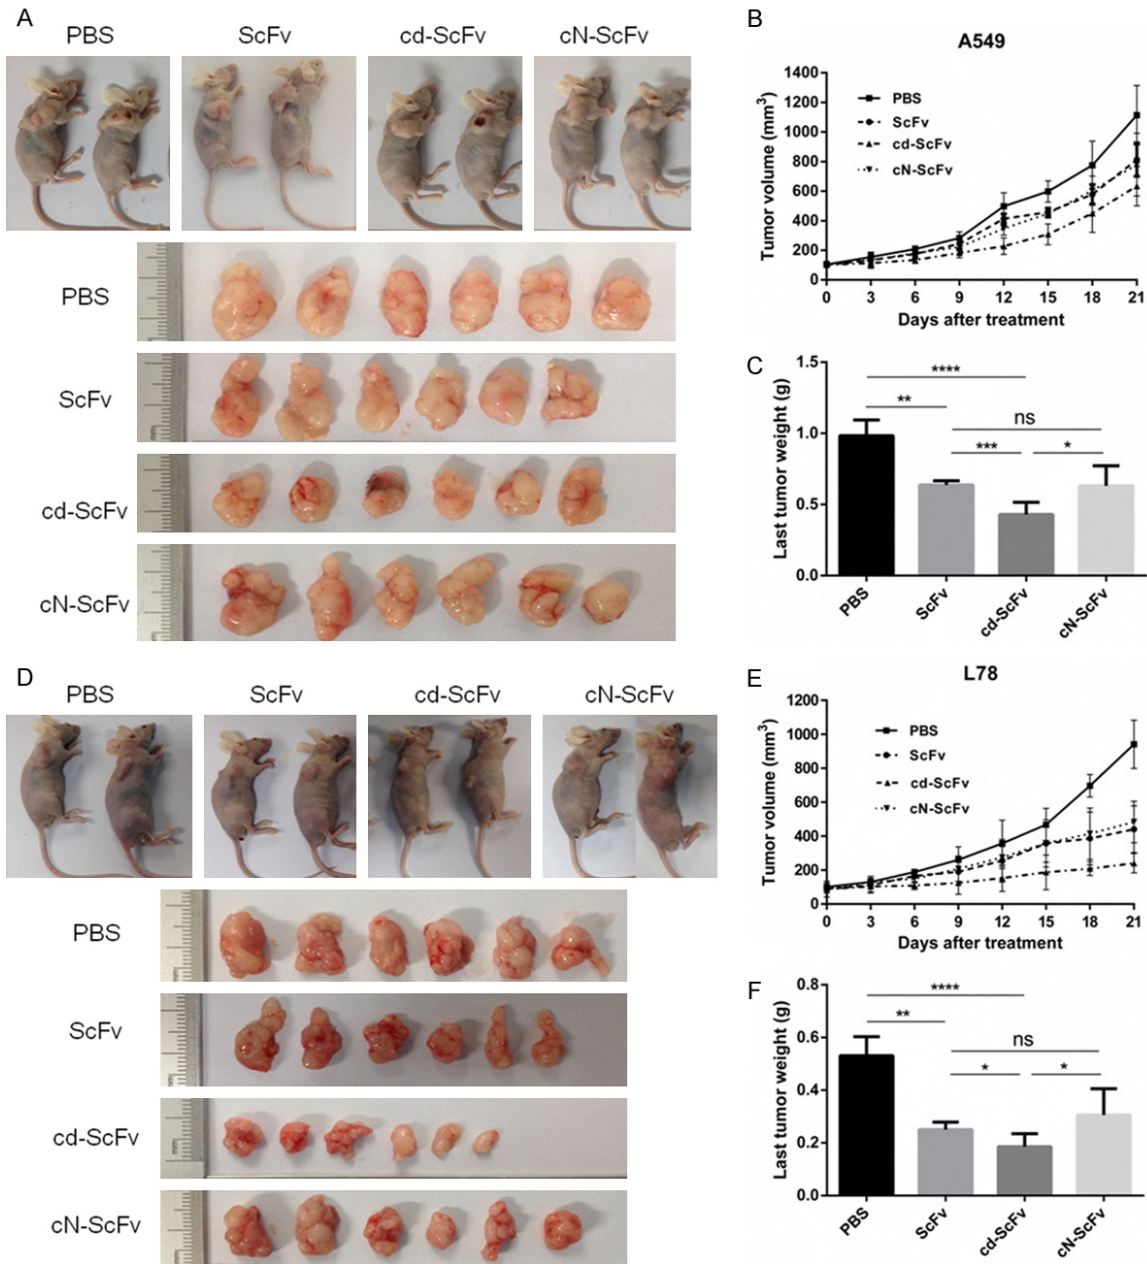 A
PBS ScFv cd-ScFv cN-ScFv
PBS
ScFv
cd-ScFv
cN-ScFv
B
A549
Tumor volume (mm3)
1400
1200
1000
800
600
400
200
0
PBS
ScFv
cd-ScFv
cN-ScFv
0 3 6 9 12 15 18 21
Days after treatment
C
Last tumor weight (g)
1.5
1.0
0.5
0.0
****
**
ns
***
*
PBS ScFv cd-ScFv cN-ScFv
D
PBS ScFv cd-ScFv cN-ScFv
PBS
ScFv
cd-ScFv
cN-ScFv
E
L78
Tumor volume (mm3)
1200
1000
800
600
400
200
0
PBS
ScFv
cd-ScFv
cN-ScFv
0 3 6 9 12 15 18 21
Days after treatment
F
Last tumor weight (g)
0.8
0.6
0.4
0.2
0.0
****
**
ns
*
*
PBS ScFv cd-ScFv cN-ScFv